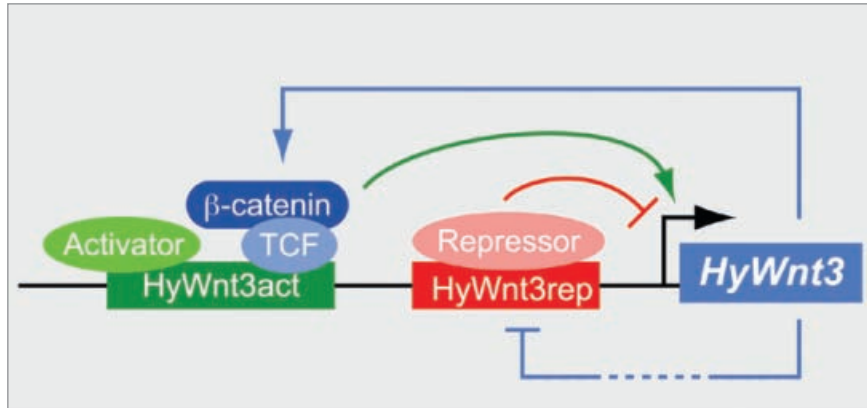 β-catenin
Activator
TCF
Repressor
HyWnt3act
HyWnt3rep
HyWnt3